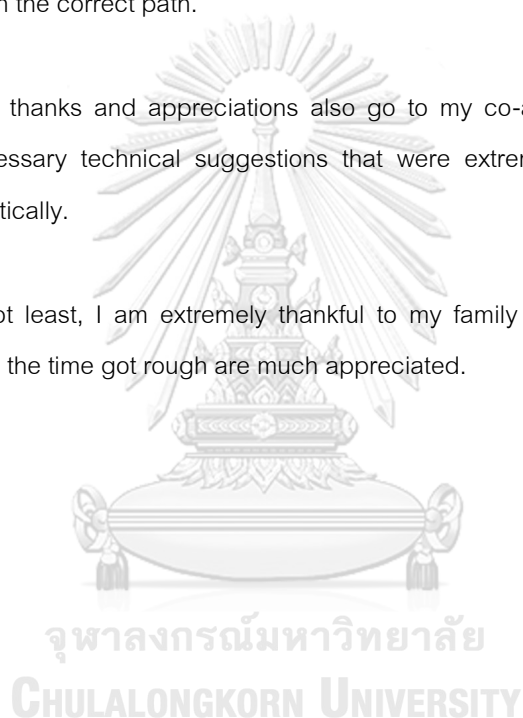 the correct path.
thanks and appreciations also go to my co-a
essary technical suggestions that were extrem
tically.
ot least, I am extremely thankful to my family
the time got rough are much appreciated.
จุฬาลงกรณ์มหาวิทยาลัย
CHULALONGKORN UNIVERSITY